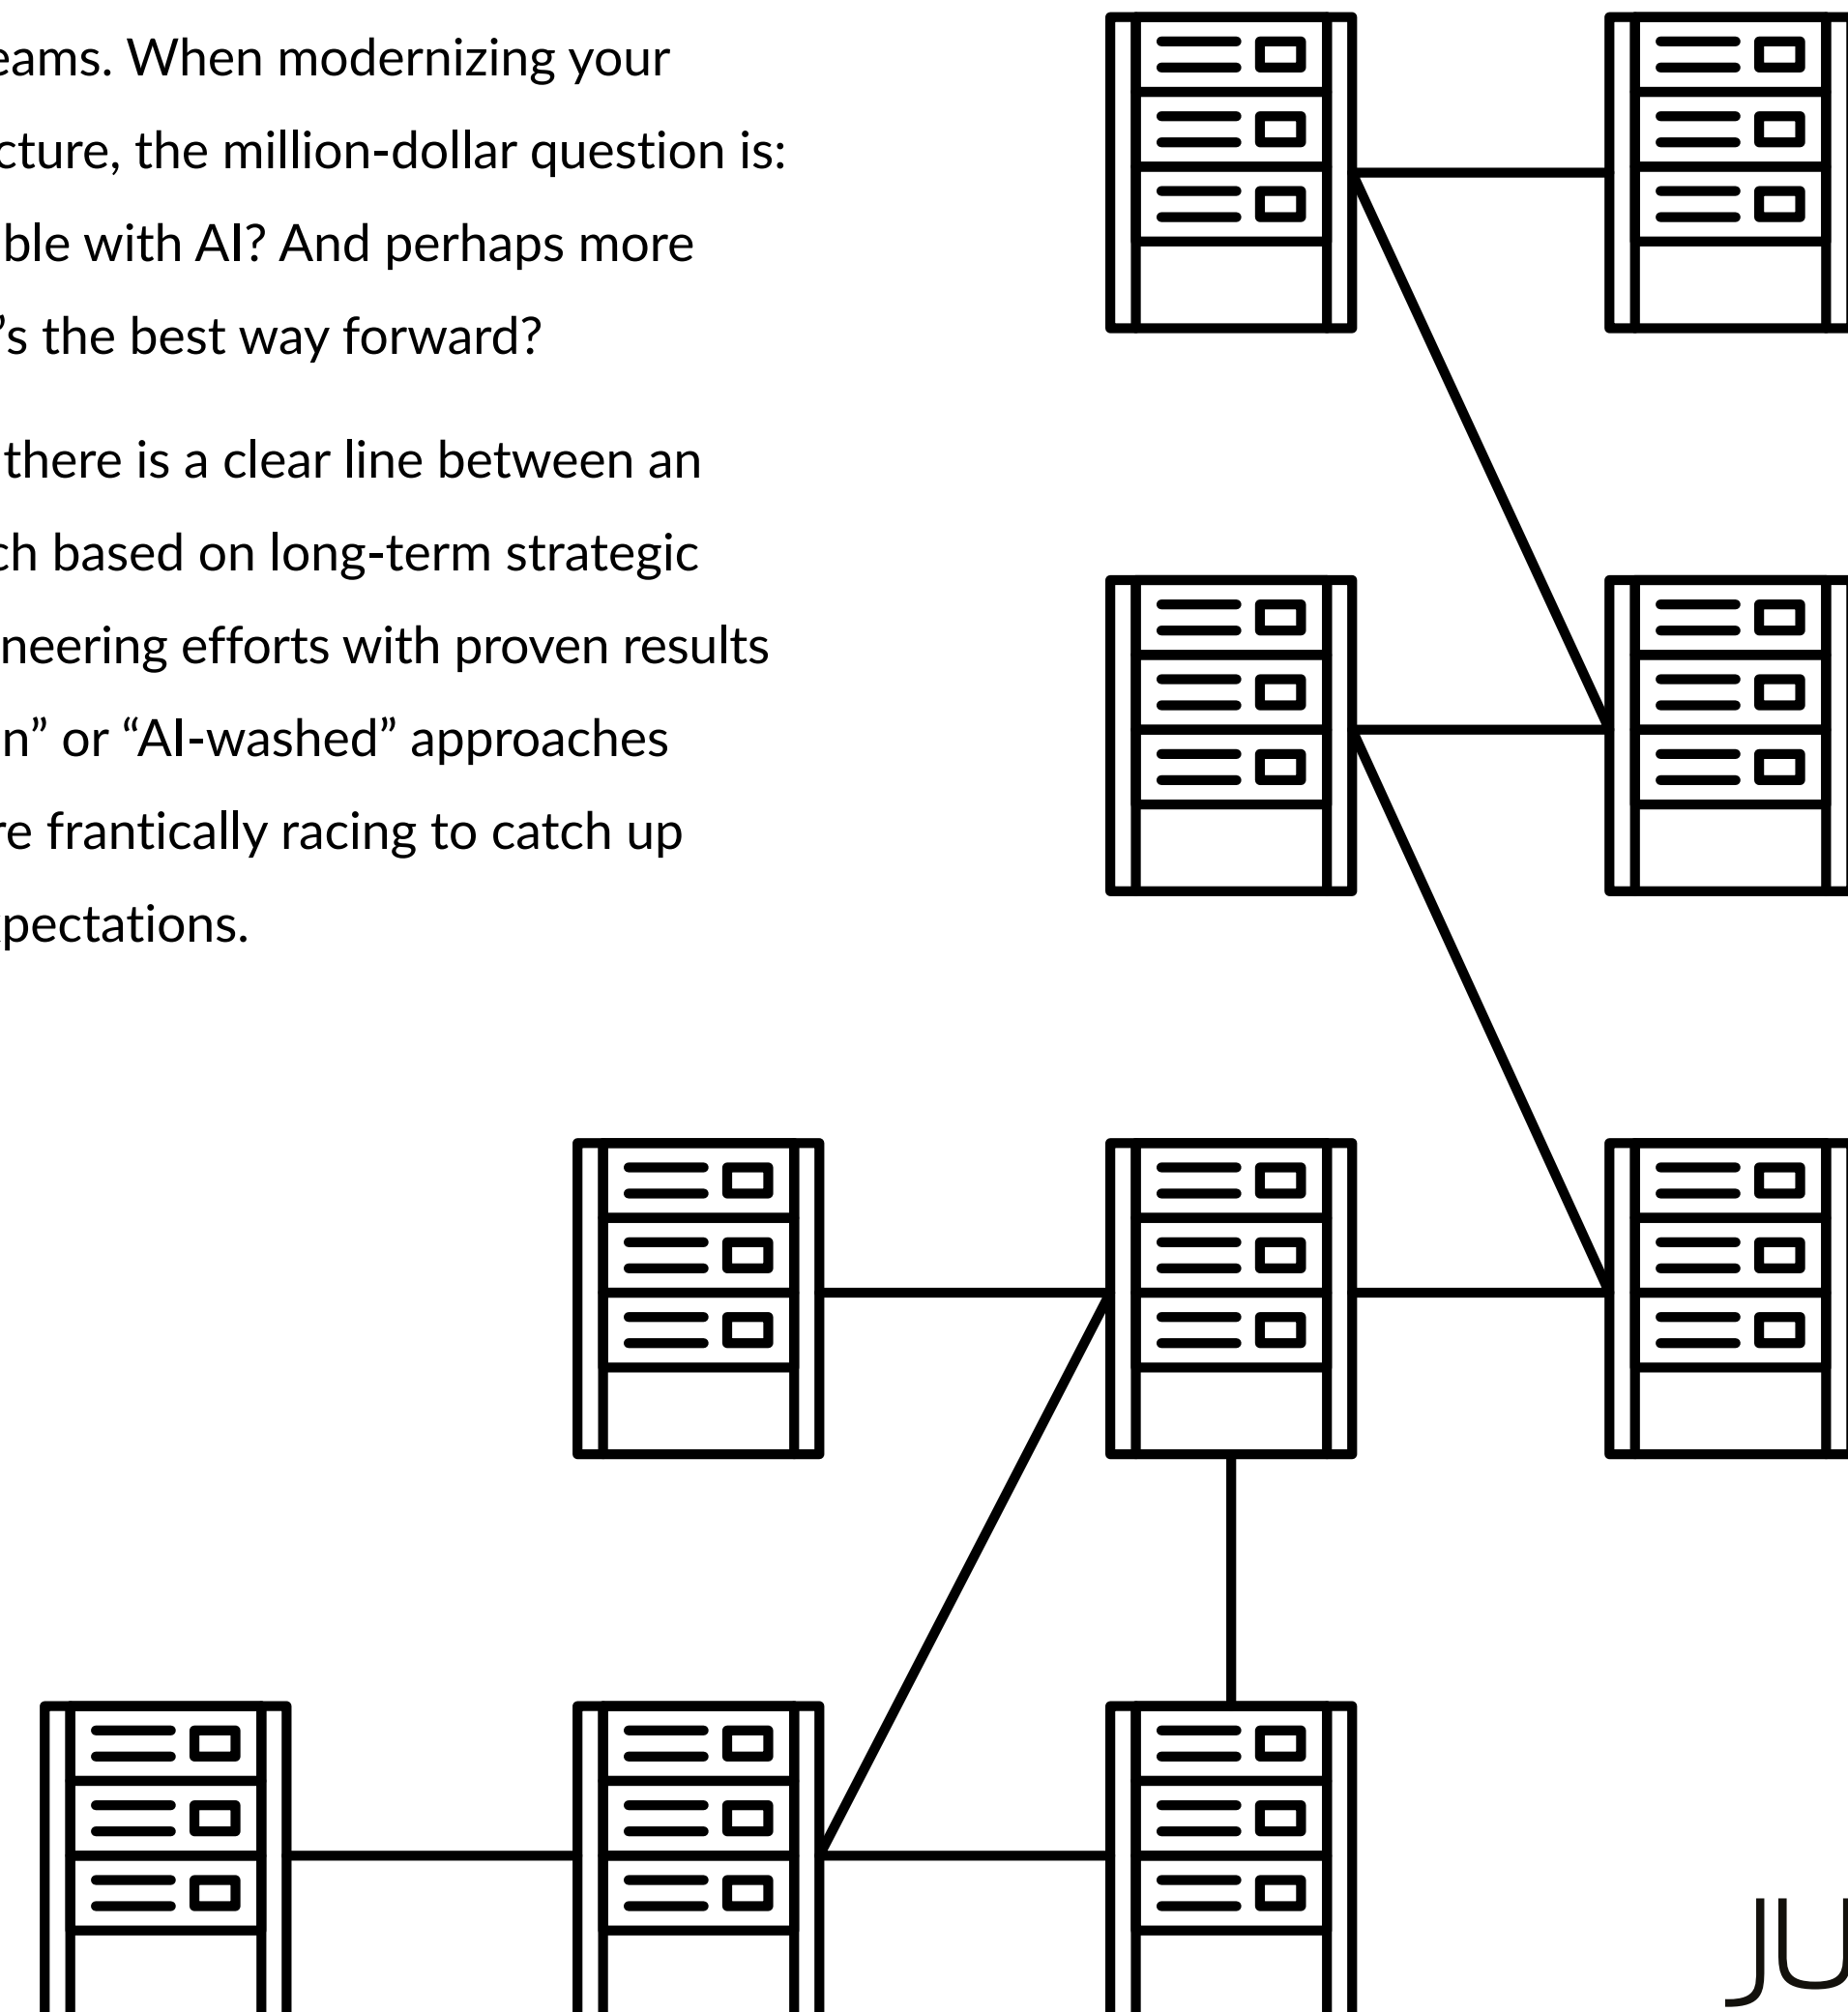 eams. When modernizing your
cture, the million-dollar question is:
ble with AI? And perhaps more
’s the best way forward?
there is a clear line between an
ch based on long-term strategic
neering efforts with proven results
n” or “AI-washed” approaches
re frantically racing to catch up
pectations.
JU